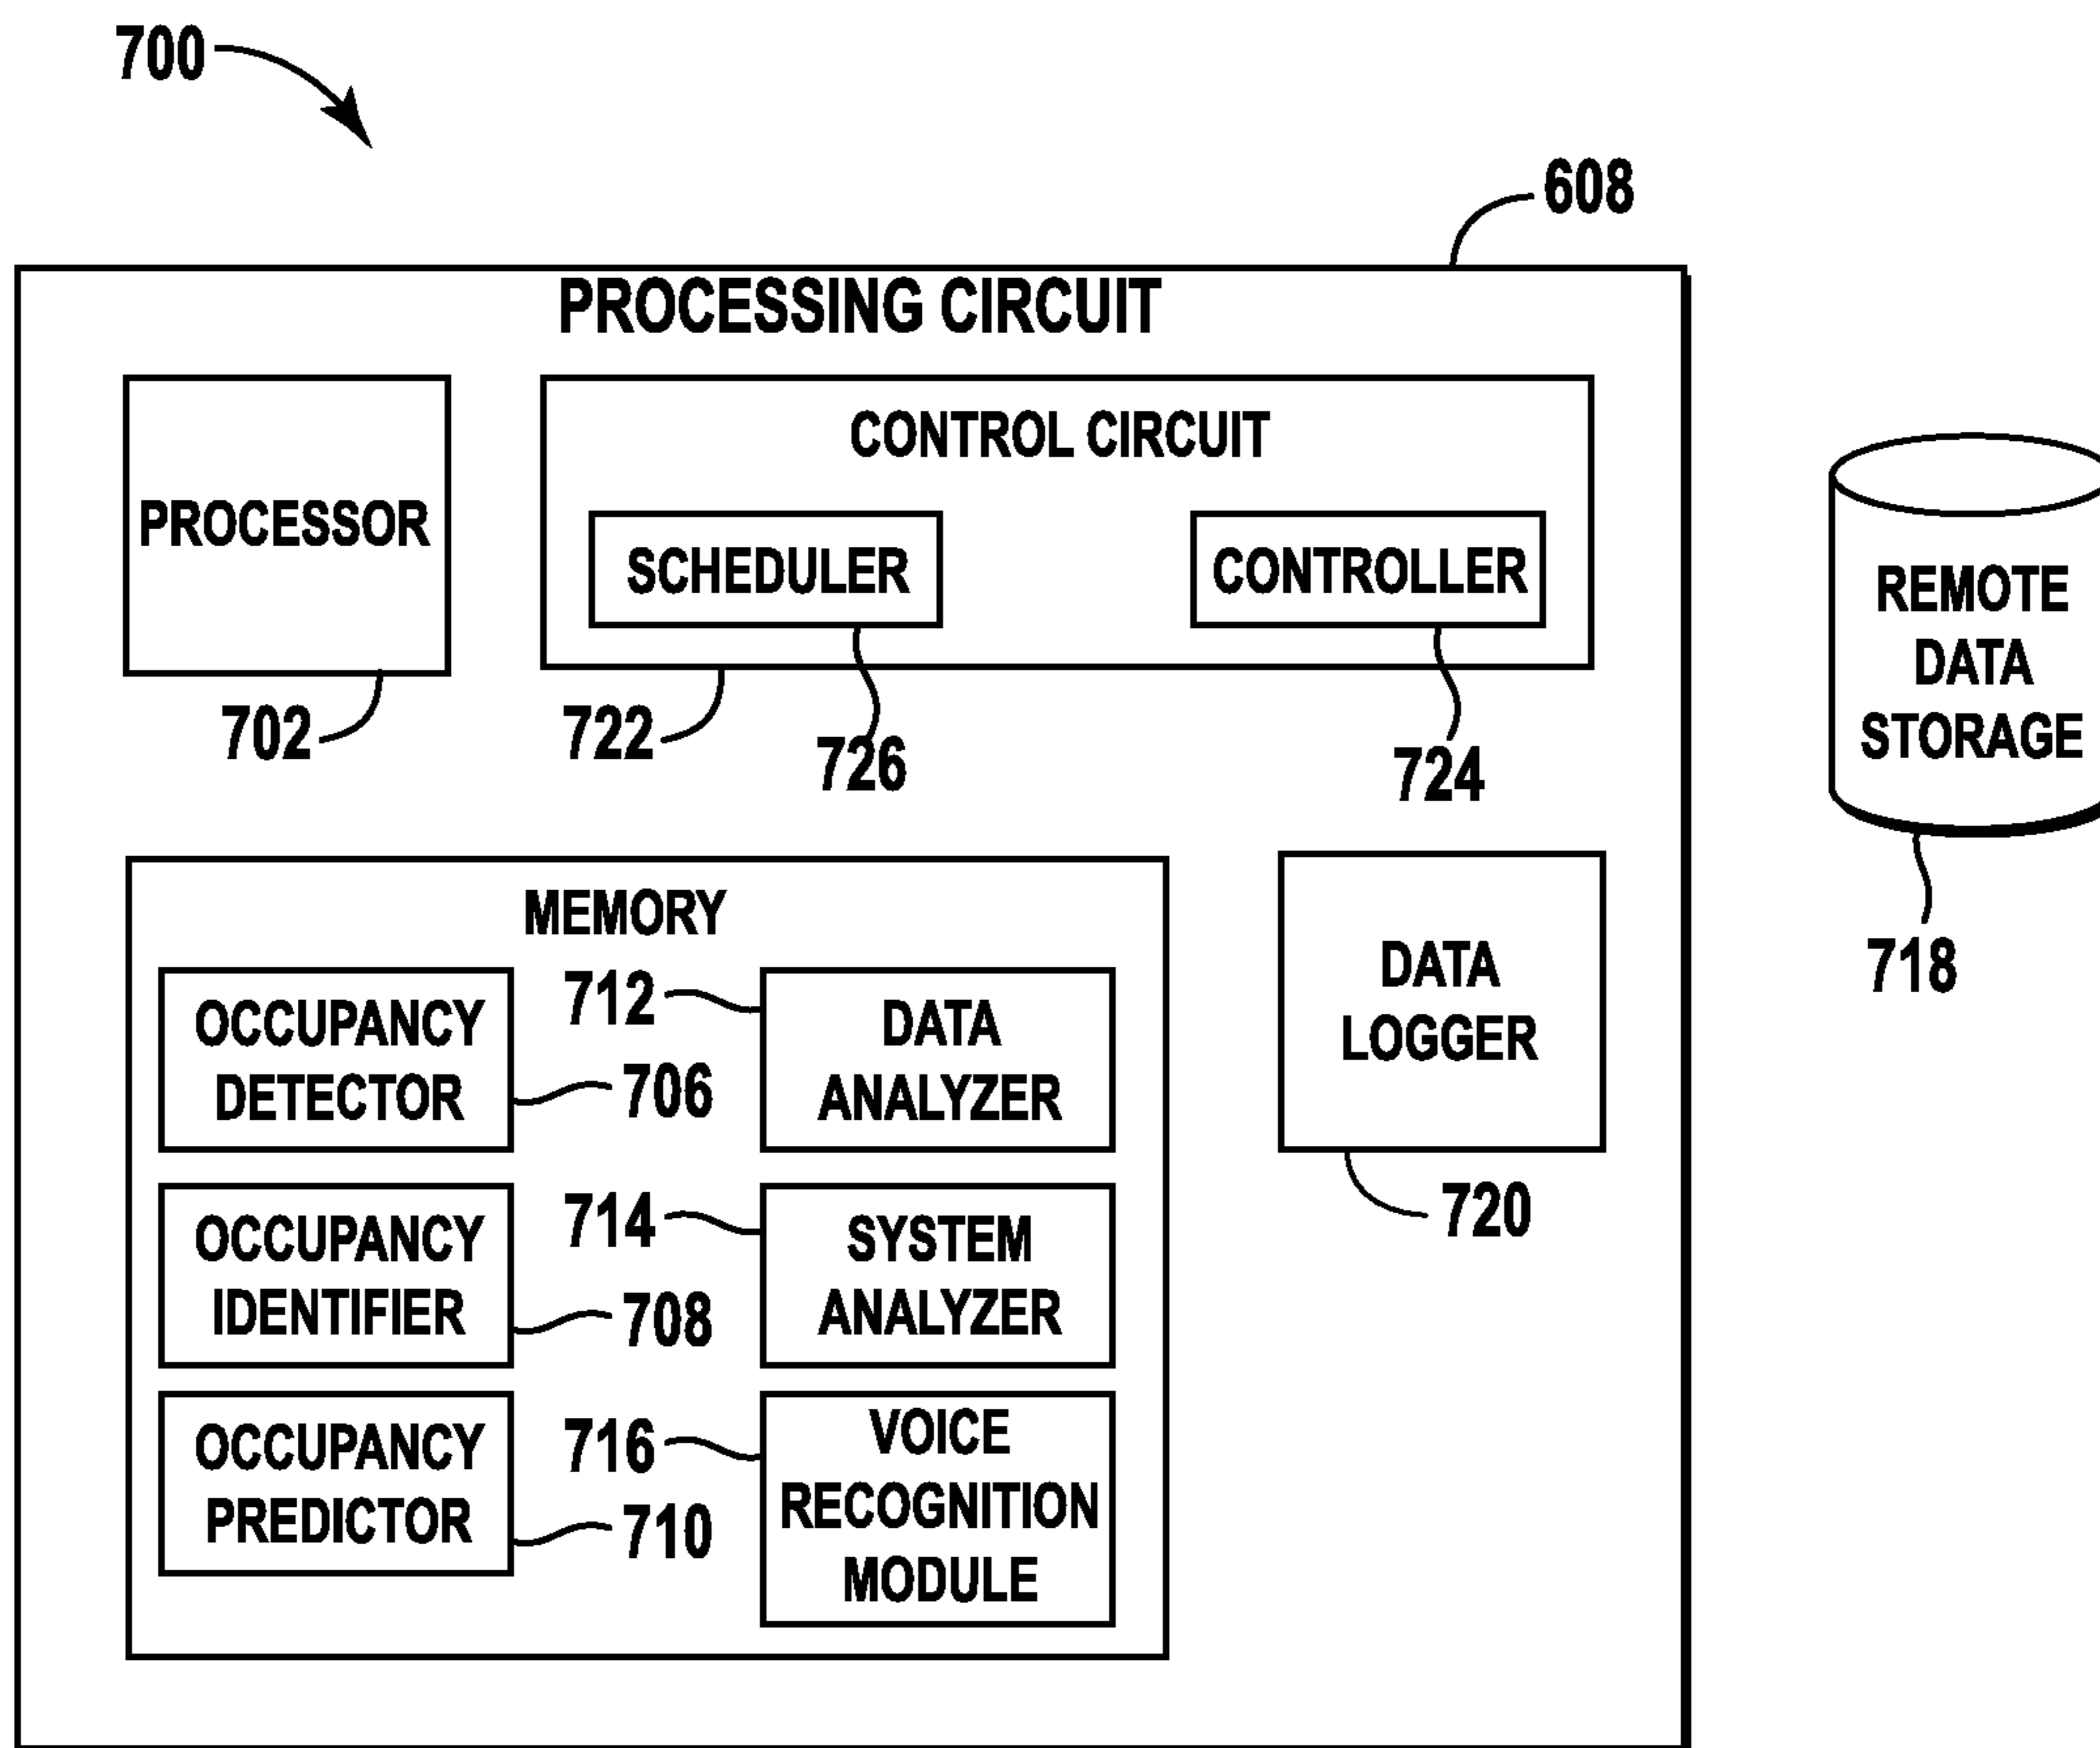 700
608
PROCESSING CIRCUIT
PROCESSOR
702
CONTROL CIRCUIT
SCHEDULER
CONTROLLER
722
726
724
REMOTE
DATA
STORAGE
718
MEMORY
OCCUPANCY
DETECTOR
706
712
DATA
ANALYZER
OCCUPANCY
IDENTIFIER
708
714
SYSTEM
ANALYZER
OCCUPANCY
PREDICTOR
710
716
VOICE
RECOGNITION
MODULE
DATA
LOGGER
720